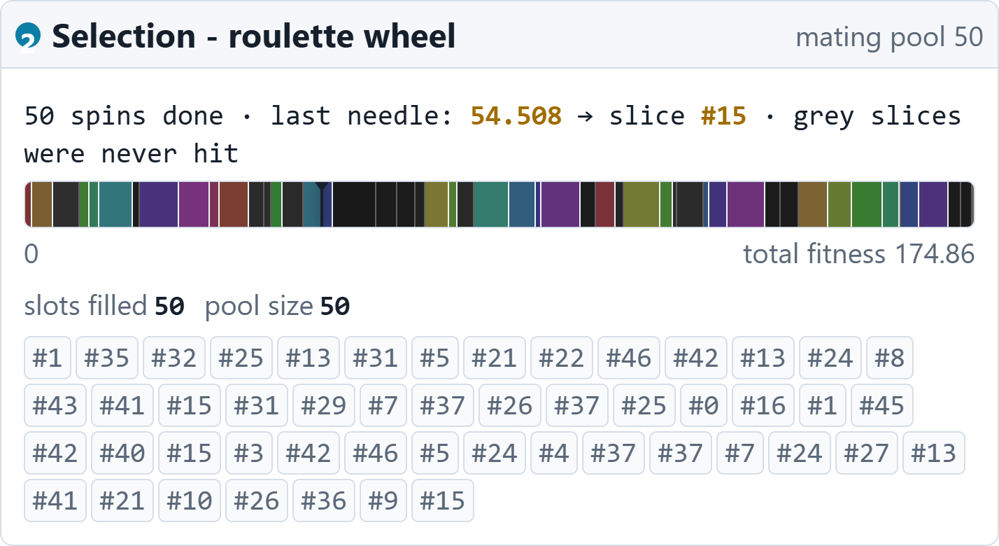 2 Selection - roulette wheel mating pool 50
50 spins done · last needle: 54.508 → slice #15 · grey slices
were never hit
0 total fitness 174.86
slots filled 50 pool size 50
#1 #35 #32 #25 #13 #31 #5 #21 #22 #46 #42 #13 #24 #8
#43 #41 #15 #31 #29 #7 #37 #26 #37 #25 #0 #16 #1 #45
#42 #40 #15 #3 #42 #46 #5 #24 #4 #37 #37 #7 #24 #27 #13
#41 #21 #10 #26 #36 #9 #15